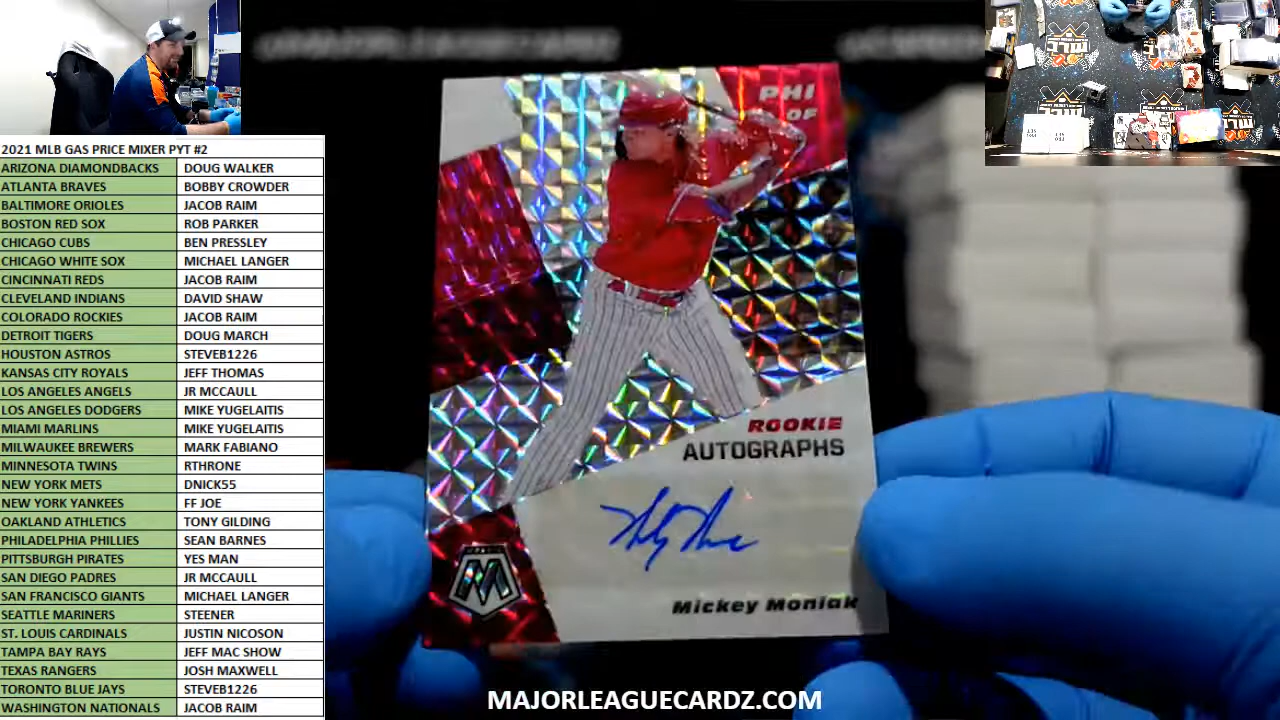 2021 MLB GAS PRICE MIXER PYT #2
ARIZONA DIAMONDBACKS DOUG WALKER
ATLANTA BRAVES BOBBY CROWDER
BALTIMORE ORIOLES JACOB RAIM
BOSTON RED SOX ROB PARKER
CHICAGO CUBS BEN PRESSLEY
CHICAGO WHITE SOX MICHAEL LANGER
CINCINNATI REDS JACOB RAIM
CLEVELAND INDIANS DAVID SHAW
COLORADO ROCKIES JACOB RAIM
DETROIT TIGERS DOUG MARCH
HOUSTON ASTROS STEVEB1226
KANSAS CITY ROYALS JEFF THOMAS
LOS ANGELES ANGELS JR MCCAULL
LOS ANGELES DODGERS MIKE YUGELAITIS
MIAMI MARLINS MIKE YUGELAITIS
MILWAUKEE BREWERS MARK FABIANO
MINNESOTA TWINS RTHRONE
NEW YORK METS DNICK55
NEW YORK YANKEES FF JOE
OAKLAND ATHLETICS TONY GILDING
PHILADELPHIA PHILLIES SEAN BARNES
PITTSBURGH PIRATES YES MAN
SAN DIEGO PADRES JR MCCAULL
SAN FRANCISCO GIANTS MICHAEL LANGER
SEATTLE MARINERS STEENER
ST. LOUIS CARDINALS JUSTIN NICOSON
TAMPA BAY RAYS JEFF MAC SHOW
TEXAS RANGERS JOSH MAXWELL
TORONTO BLUE JAYS STEVEB1226
WASHINGTON NATIONALS JACOB RAIM
PHI
OF
ROOKIE
AUTOGRAPHS
M
Mickey Moniak
MAJORLEAGUECARDZ.COM